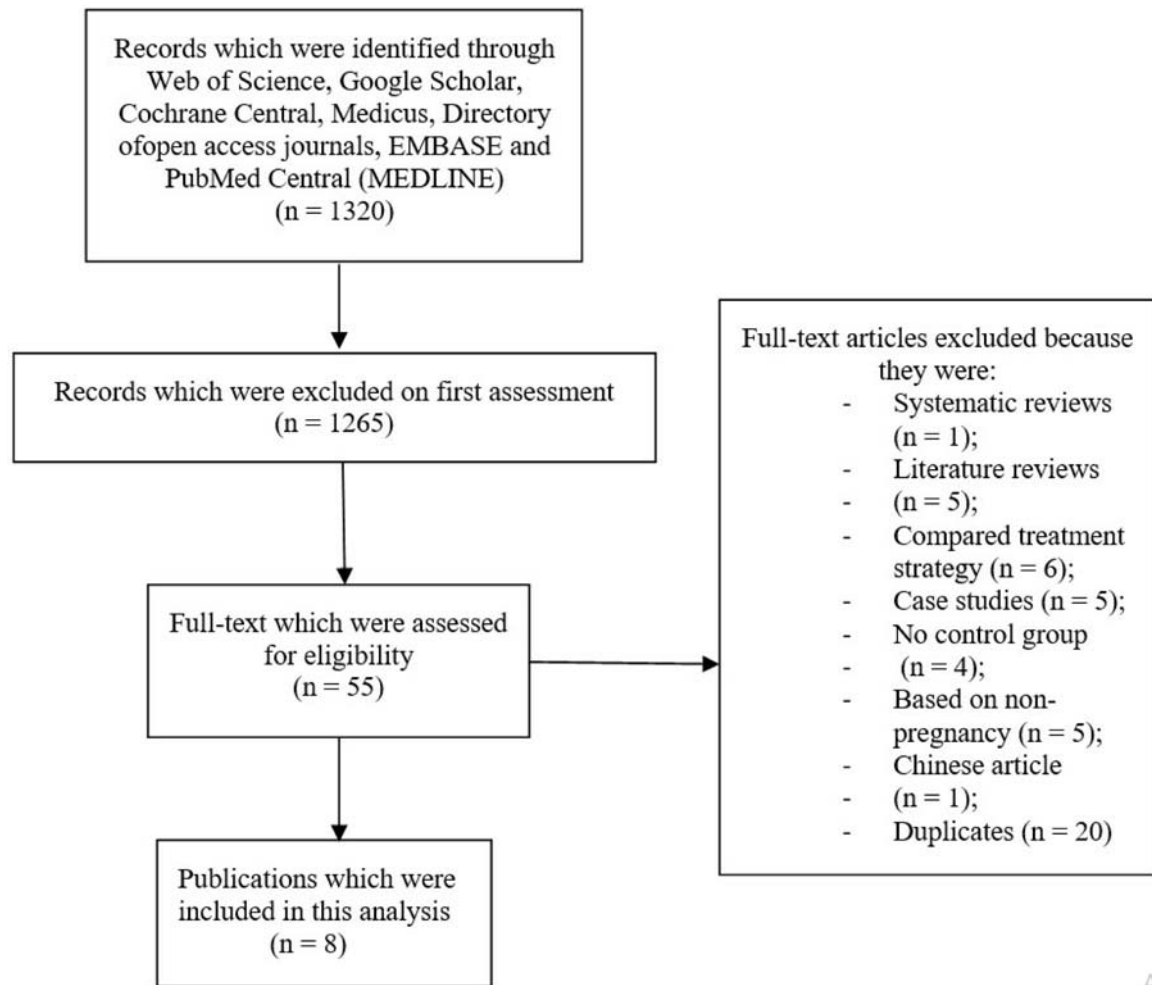 Records which were identified through
Web of Science, Google Scholar,
Cochrane Central, Medicus, Directory
ofopen access journals, EMBASE and
PubMed Central (MEDLINE)
(n = 1320)
Records which were excluded on first assessment
(n = 1265)
Full-text which were assessed
for eligibility
(n = 55)
Publications which were
included in this analysis
(n = 8)
Full-text articles excluded because
they were:
- Systematic reviews
(n = 1);
- Literature reviews
- (n = 5);
- Compared treatment
strategy (n = 6);
- Case studies (n = 5);
- No control group
- (n = 4);
- Based on non-
pregnancy (n = 5);
- Chinese article
- (n = 1);
- Duplicates (n = 20)